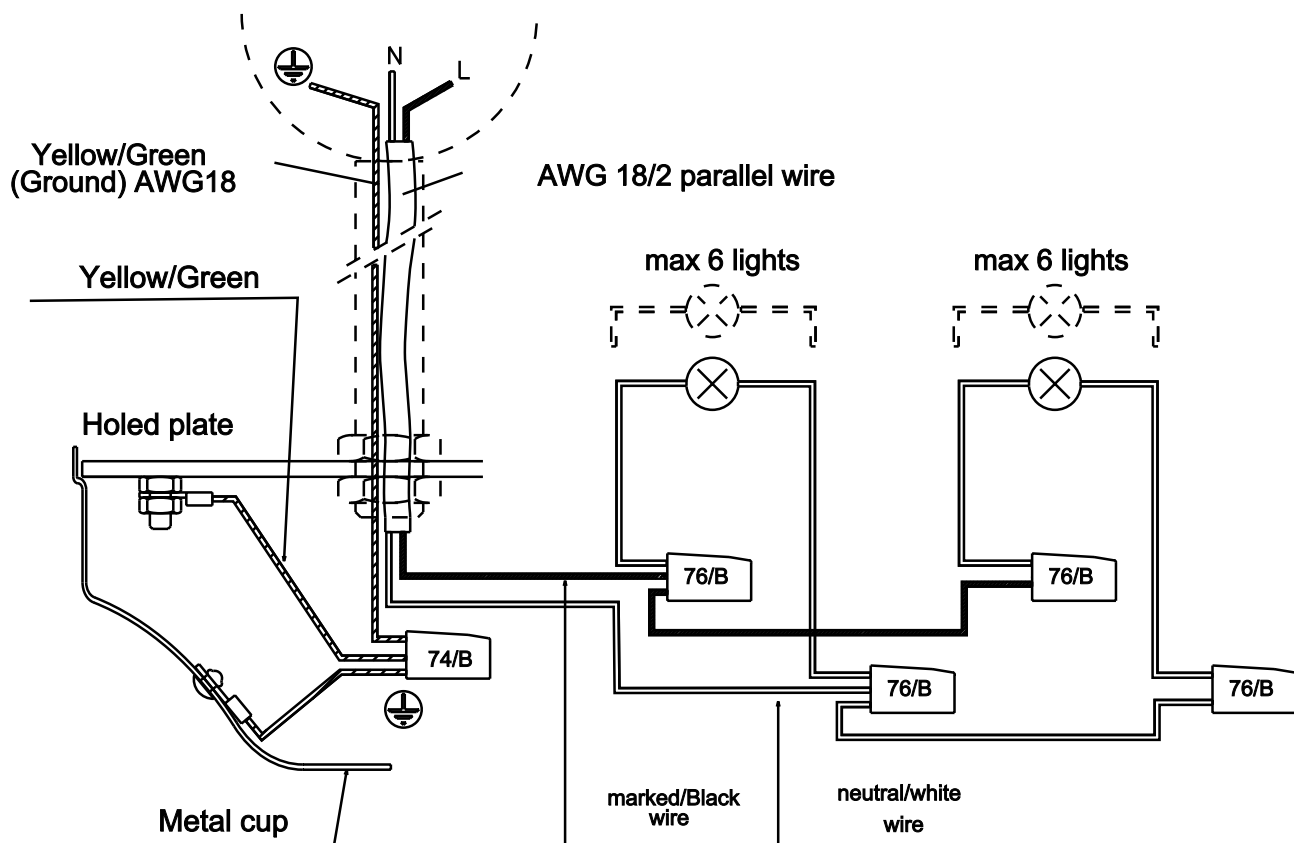 N
L
Yellow/Green
(Ground) AWG18
AWG 18/2 parallel wire
Yellow/Green
max 6 lights
max 6 lights
Holed plate
76/B
76/B
74/B
76/B
76/B
marked/Black
wire
neutral/white
wire
Metal cup